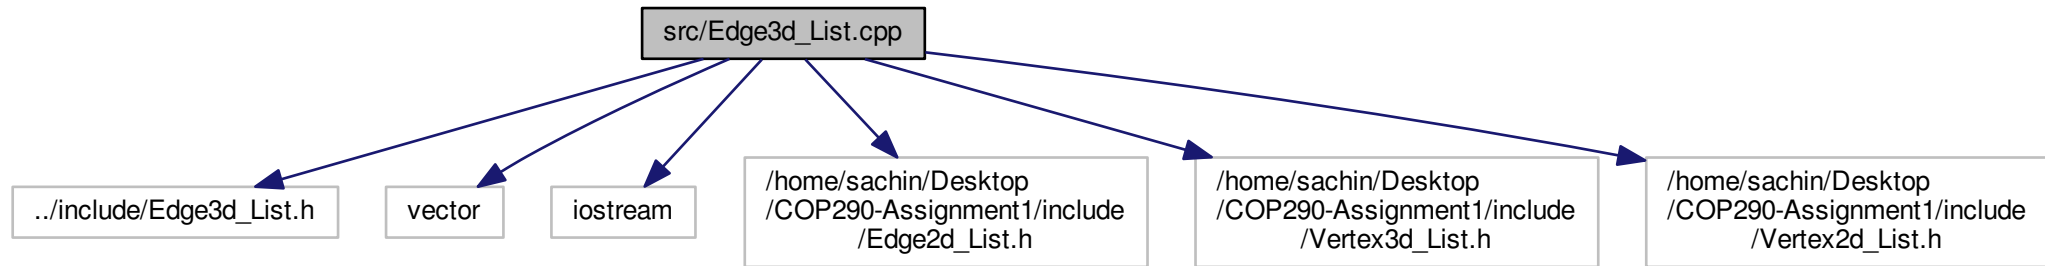 src/Edge3d_List.cpp
../include/Edge3d_List.h
vector
iostream
/home/sachin/Desktop
/COP290-Assignment1/include
/Edge2d_List.h
/home/sachin/Desktop
/COP290-Assignment1/include
/Vertex3d_List.h
/home/sachin/Desktop
/COP290-Assignment1/include
/Vertex2d_List.h